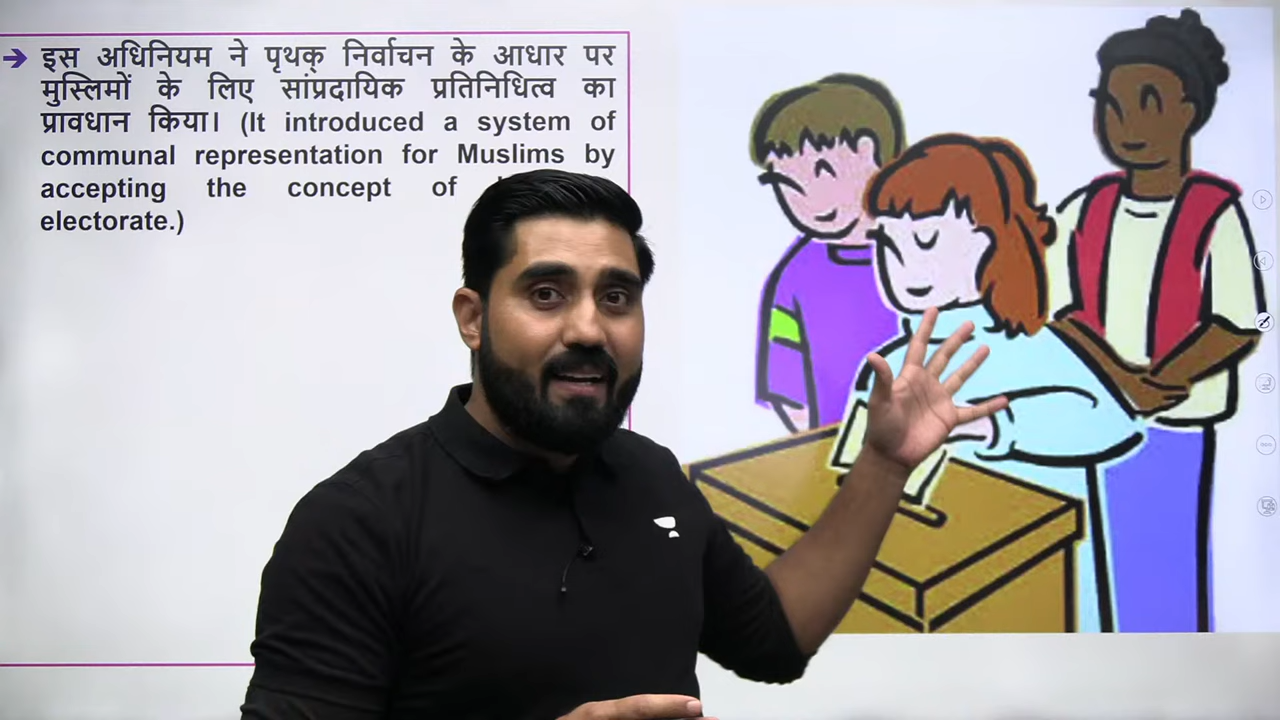 इस अधिनियम ने पृथक् निर्वाचन के आधार पर
मुस्लिमों के लिए सांप्रदायिक प्रतिनिधित्व का
प्रावधान किया। (It introduced a system of
communal representation for Muslims by
accepting the concept of
electorate.)